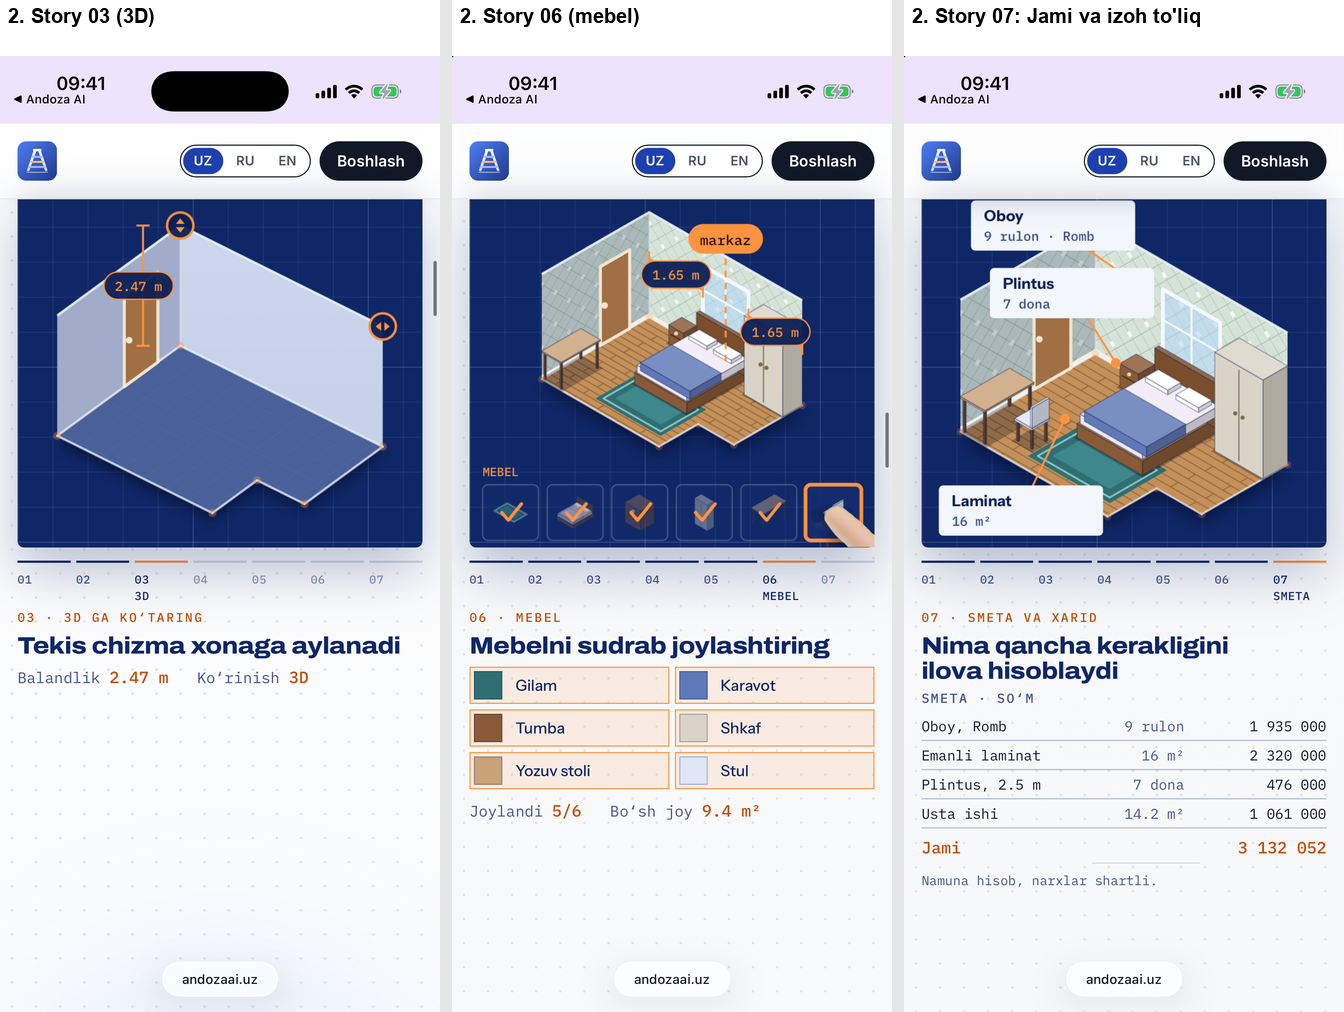 2. Story 03 (3D)
09:41
◀ Andoza AI
UZ RU EN Boshlash
2.47 m
01 02 03 04 05 06 07
3D
03 · 3D GA KOʻTARING
Tekis chizma xonaga aylanadi
Balandlik 2.47 m Koʻrinish 3D
andozaai.uz
2. Story 06 (mebel)
09:41
◀ Andoza AI
UZ RU EN Boshlash
markaz
1.65 m
1.65 m
MEBEL
01 02 03 04 05 06 07
MEBEL
06 · MEBEL
Mebelni sudrab joylashtiring
Gilam Karavot
Tumba Shkaf
Yozuv stoli Stul
Joylandi 5/6 Boʻsh joy 9.4 m²
andozaai.uz
2. Story 07: Jami va izoh to'liq
09:41
◀ Andoza AI
UZ RU EN Boshlash
Oboy
9 rulon · Romb
Plintus
7 dona
Laminat
16 m²
01 02 03 04 05 06 07
SMETA
07 · SMETA VA XARID
Nima qancha kerakligini
ilova hisoblaydi
SMETA · SOʻM
Oboy, Romb 9 rulon 1 935 000
Emanli laminat 16 m² 2 320 000
Plintus, 2.5 m 7 dona 476 000
Usta ishi 14.2 m² 1 061 000
Jami 3 132 052
Namuna hisob, narxlar shartli.
andozaai.uz